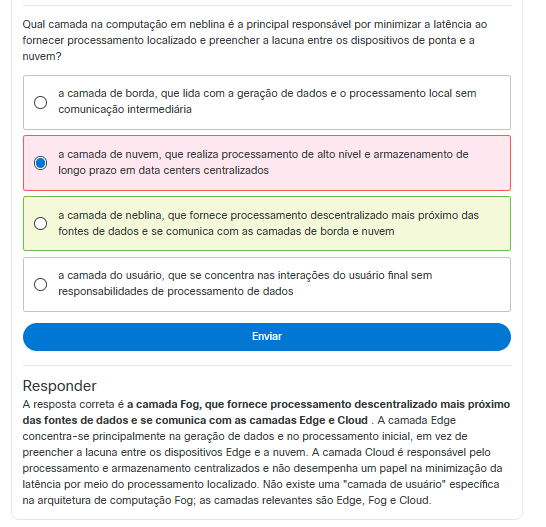 Qual camada na computação em neblina é a principal responsável por minimizar a latência ao
fornecer processamento localizado e preencher a lacuna entre os dispositivos de ponta e a
nuvem?
a camada de borda, que lida com a geração de dados e o processamento local sem
comunicação intermediária
a camada de nuvem, que realiza processamento de alto nível e armazenamento de
longo prazo em data centers centralizados
a camada de neblina, que fornece processamento descentralizado mais próximo das
fontes de dados e se comunica com as camadas de borda e nuvem
a camada do usuário, que se concentra nas interações do usuário final sem
responsabilidades de processamento de dados
Enviar
Responder
A resposta correta é a camada Fog, que fornece processamento descentralizado mais próximo
das fontes de dados e se comunica com as camadas Edge e Cloud . A camada Edge
concentra-se principalmente na geração de dados e no processamento inicial, em vez de
preencher a lacuna entre os dispositivos Edge e a nuvem. A camada Cloud é responsável pelo
processamento e armazenamento centralizados e não desempenha um papel na minimização da
latência por meio do processamento localizado. Não existe uma "camada de usuário" específica
na arquitetura de computação Fog; as camadas relevantes são Edge, Fog e Cloud.